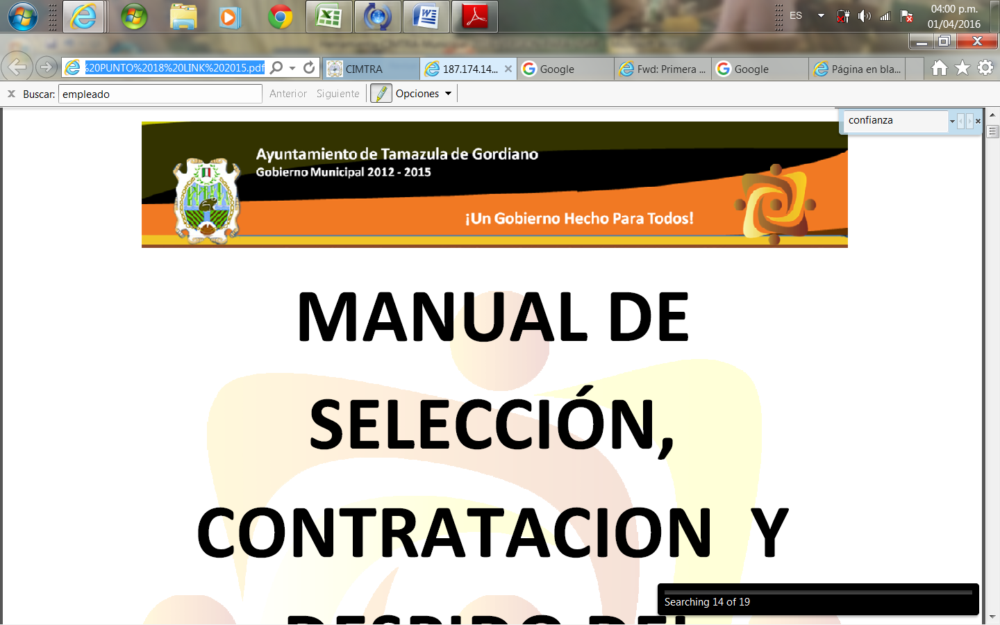 ES
04:00 p.m.
01/04/2016
%20PUNTO%2018%20LINK%202015.pdf
CIMTRA
187.174.14...
Google
Fwd: Primera ...
Google
Página en bla...
x Buscar: empleado Anterior Siguiente Opciones
confianza
Ayuntamiento de Tamazula de Gordiano
Gobierno Municipal 2012 - 2015
¡Un Gobierno Hecho Para Todos!
MANUAL DE
SELECCIÓN,
CONTRATACION Y
DESPIDO DEL
Searching 14 of 19